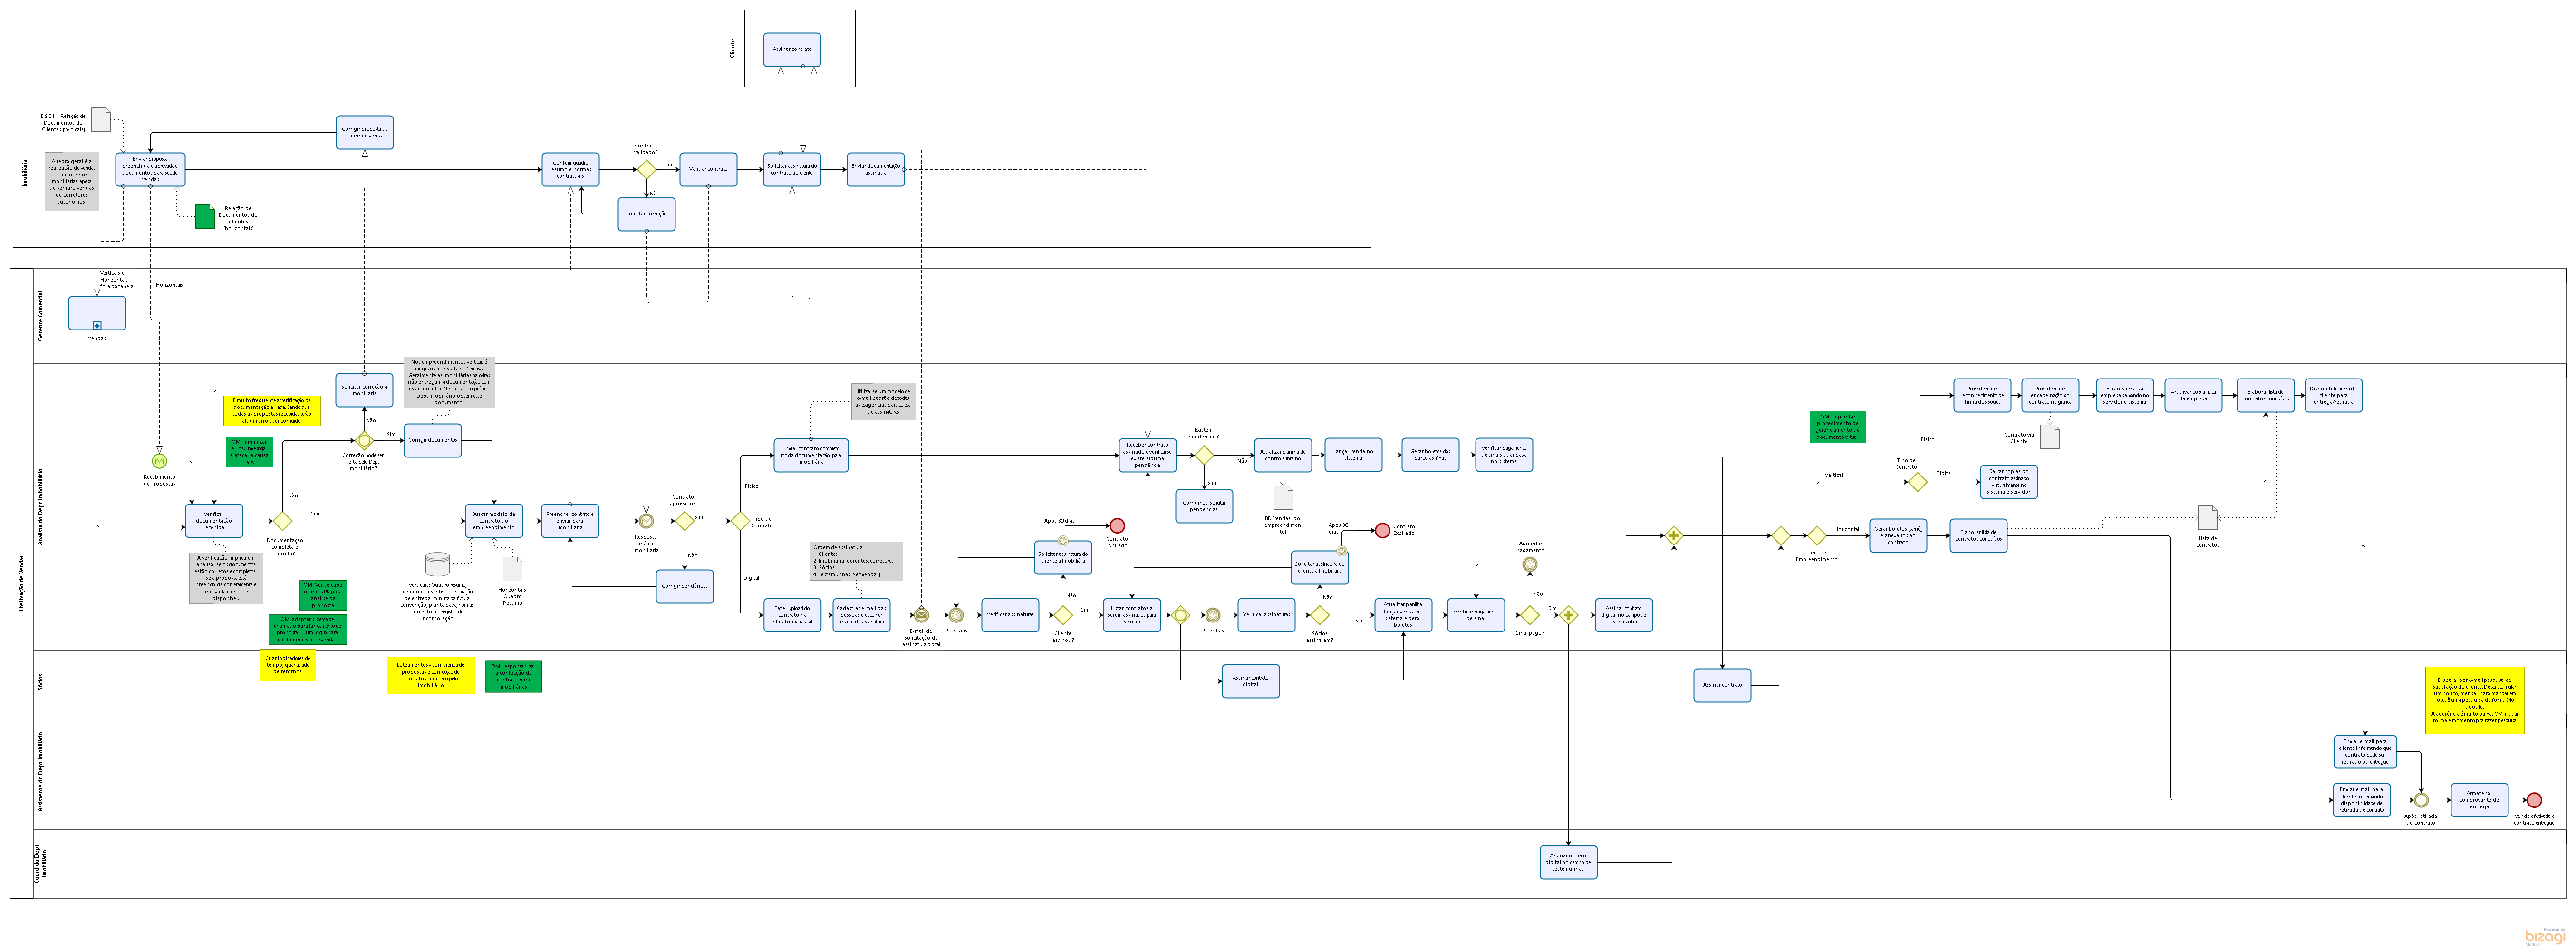 Cliente
Assinar contrato
Imobiliária
DS 31 – Relação de
Documentos do
Clientes (verticais)
A regra geral é a
realização de vendas
somente por
imobiliárias, apesar
de ser raro vendas
de corretores
autônomos.
Enviar proposta
preenchida e aprovada e
documentos para Sec de
Vendas
Relação de
Documentos do
Clientes
(horizontais)
Corrigir proposta de
compra e venda
Conferir quadro
resumo e normas
contratuais
Contrato
validado?
Sim
Não
Validar contrato
Solicitar correção
Solicitar assinatura do
contrato ao cliente
Enviar documentação
assinada
Efetivação de Vendas
Gerente Comercial
Verticais e
Horizontais
fora da tabela
Horizontais
Vendas
Analista do Dept Imobiliário
Recebimento
de Propostas
Verificar
documentação
recebida
A verificação implica em
analisar se os documentos
estão corretos e completos.
Se a proposta está
preenchida corretamente e
aprovada e unidade
disponível.
É muito frequente a verificação de
documentação errada. Sendo que
todas as propostas recebidas terão
algum erro a ser corrigido.
OM: minimizar
erros. Investigar
e atacar a causa
raiz.
Documentação
completa e
correta?
Não
Sim
Solicitar correção à
imobiliária
Não
Sim
Correção pode ser
feita pelo Dept
Imobiliário?
Nos empreendimentos verticais é
exigido a consulta no Serasa.
Geralmente as imobiliárias parceiras
não entregam a documentação com
essa consulta. Nesse caso o próprio
Dept Imobiliário obtém esse
documento.
Corrigir documentos
Buscar modelo de
contrato do
empreendimento
Verticais: Quadro resumo,
memorial descritivo, declaração
de entrega, minuta da futura
convenção, planta baixa, normas
contratuais, registro de
incorporação
Horizontais:
Quadro
Resumo
OM: Ver se cabe
usar o RPA para
análise da
proposta
OM: adaptar sistema de
chamado para lançamento de
propostas – um login para
imobiliária (sec de vendas)
Preencher contrato e
enviar para
imobiliária
Resposta
análise
imobiliária
Contrato
aprovado?
Sim
Não
Corrigir pendências
Tipo de
Contrato
Físico
Digital
Enviar contrato completo
(toda documentação) para
Imobiliária
Utiliza-se um modelo de
e-mail padrão de todas
as exigências para coleta
de assinaturas
Ordem de assinatura:
1. Cliente;
2. Imobiliária (gerentes, corretores)
3. Sócios
4. Testemunhas (Sec Vendas)
Fazer upload do
contrato na
plataforma digital
Cadastrar e-mail das
pessoas e escolher
ordem de assinatura
E-mail de
solicitação de
assinatura digital
2 - 3 dias
Verificar assinaturas
Cliente
assinou?
Não
Sim
Solicitar assinatura do
cliente a Imobiliária
Após 30 dias
Contrato
Expirado
Listar contratos a
serem assinados para
os sócios
2 - 3 dias
Verificar assinaturas
Sócios
assinaram?
Não
Sim
Solicitar assinatura do
cliente a Imobiliária
Após 30
dias
Contrato
Expirado
Receber contrato
assinado e verificar se
existe alguma
pendência
Existem
pendências?
Não
Sim
Corrigir ou solicitar
pendências
Atualizar planilha de
controle interno
BD Vendas (do
empreendimen
to)
Lançar venda no
sistema
Gerar boletos das
parcelas fixas
Verificar pagamento
de sinais e dar baixa
no sistema
Atualizar planilha,
lançar venda no
sistema e gerar
boletos
Verificar pagamento
de sinal
Aguardar
pagamento
Não
Sinal pago?
Sim
Assinar contrato
digital no campo de
testemunhas
Tipo de
Empreendimento
Vertical
Horizontal
OM: implantar
procedimento de
gerenciamento de
documento virtual.
Tipo de
Contrato
Físico
Digital
Providenciar
reconhecimento de
firma dos sócios
Providenciar
encadernação do
contrato na gráfica
Contrato via
Cliente
Escanear via da
empresa salvando no
servidor e sistema
Arquivar cópia física
da empresa
Elaborar lista de
contratos concluídos
Disponibilizar via do
cliente para
entrega/retirada
Salvar cópias do
contrato assinado
virtualmente no
sistema e servidor
Lista de
contratos
Gerar boletos (carnê_
e anexa-los ao
contrato
Elaborar lista de
contratos concluídos
Sócios
Criar indicadores de
tempo, quantidade
de retornos
Loteamentos - conferencia de
propostas e confecção de
contratos será feito pelo
Imobiliário
OM: responsabilizar
a confecção de
contrato para
imobiliárias
Assinar contrato
digital
Assinar contrato
Disparar por e-mail pesquisa de
satisfação do cliente. Deixa acumular
um pouco, mensal, para mandar em
lote. É uma pesquisa de formulário
google.
A aderência é muito baixa. OM: mudar
forma e momento pra fazer pesquisa
Assistente do Dept Imobiliário
Enviar e-mail para
cliente informando que
contrato pode ser
retirado ou entregue
Enviar e-mail para
cliente informando
disponibilidade de
retirada de contrato
Após retirada
do contrato
Armazenar
comprovante de
entrega
Venda efetivada e
contrato entregue
Coord do Dept
Imobiliário
Assinar contrato
digital no campo de
testemunhas
Powered by
bizagi
Modeler